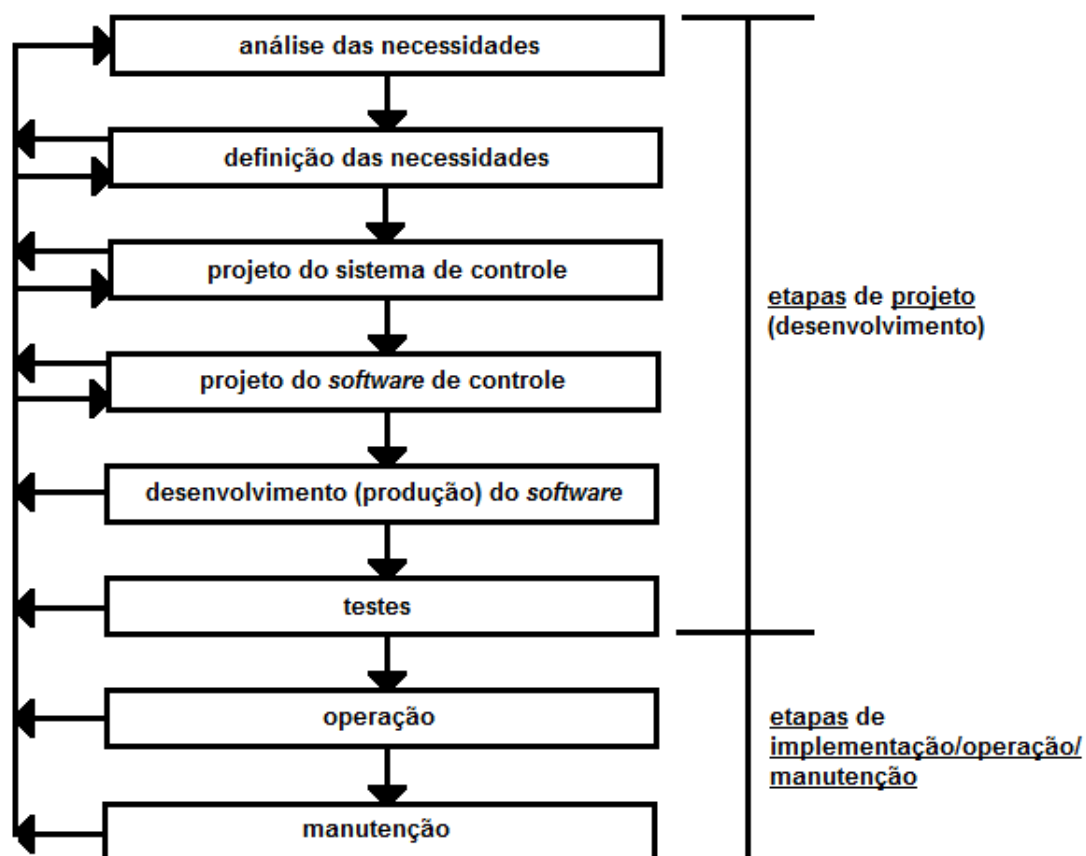 análise das necessidades
definição das necessidades
projeto do sistema de controle
projeto do software de controle
desenvolvimento (produção) do software
testes
operação
manutenção
etapas de projeto
(desenvolvimento)
etapas de
implementação/operação/
manutenção